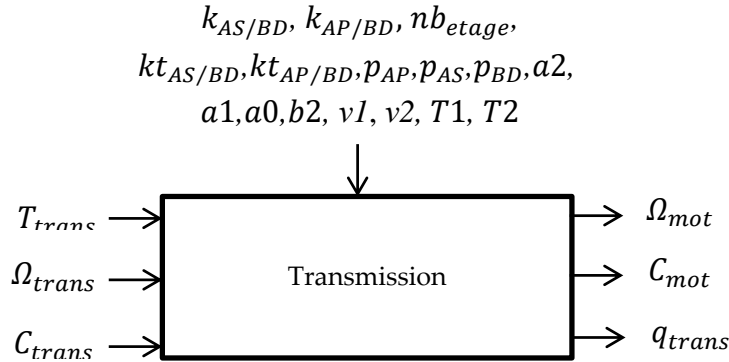 k_{AS/BD}, k_{AP/BD}, nb_{etage},
kt_{AS/BD},kt_{AP/BD},p_{AP},p_{AS},p_{BD},a2,
a1,a0,b2, v1, v2, T1, T2
T_{trans}
Ω_{mot}
Ω_{trans}
Transmission
C_{mot}
C_{trans}
q_{trans}